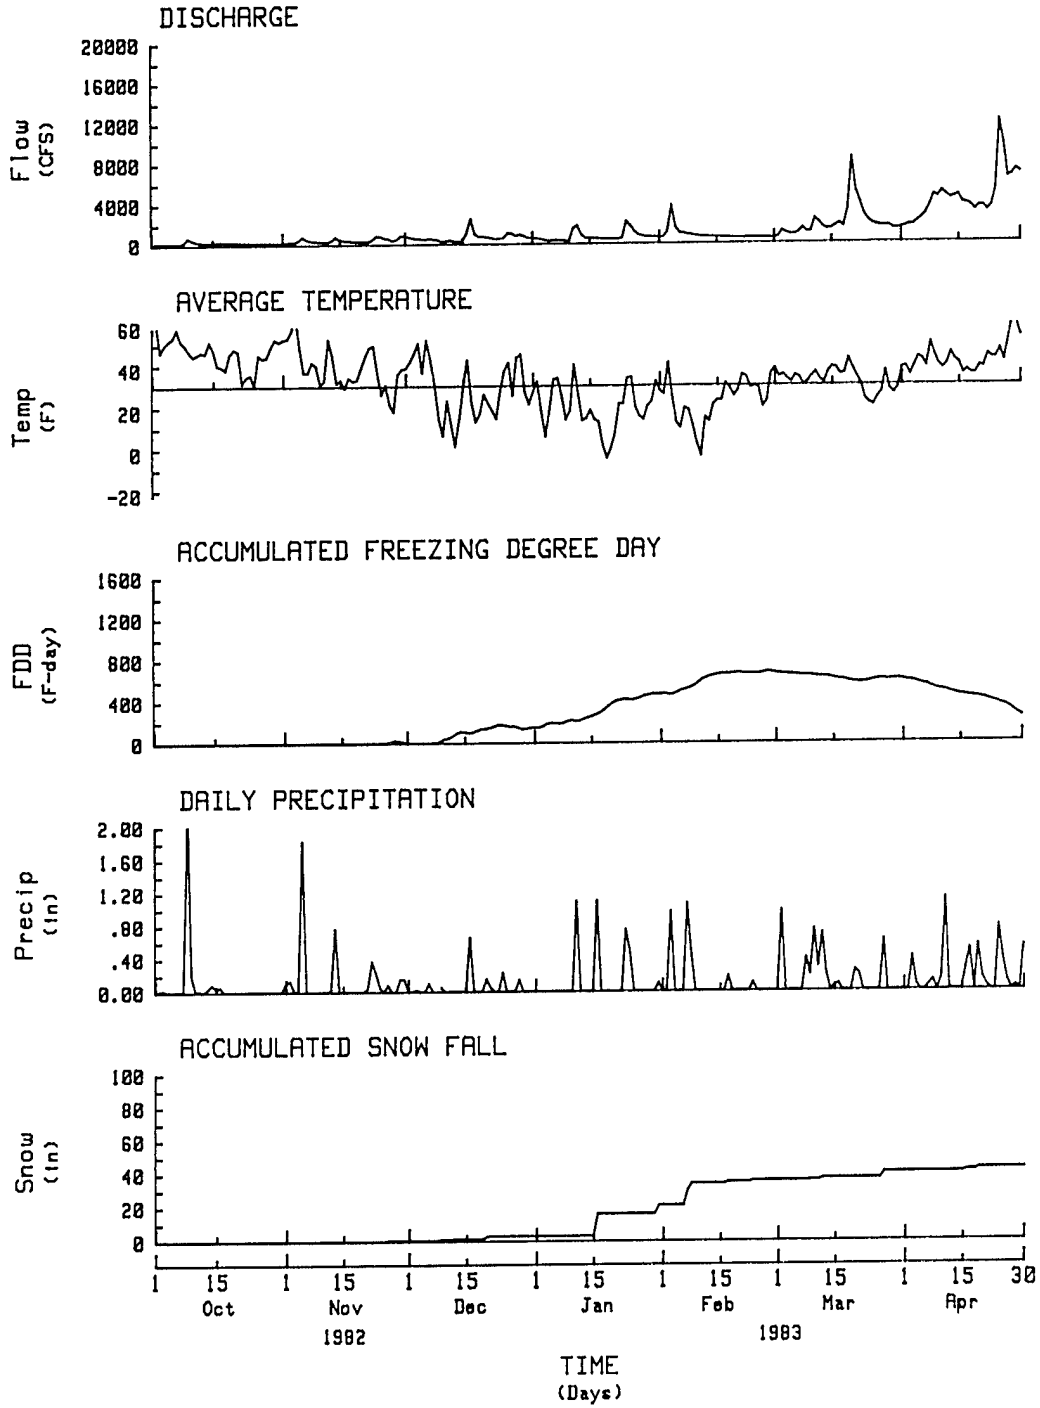 DISCHARGE
20000
16000
12000
8000
4000
0
Flow
(CFS)
AVERAGE TEMPERATURE
60
40
20
0
-20
Temp
(F)
ACCUMULATED FREEZING DEGREE DAY
1600
1200
800
400
0
FDD
(F-day)
DAILY PRECIPITATION
2.00
1.60
1.20
.80
.40
0.00
Precip
(in)
ACCUMULATED SNOW FALL
100
80
60
40
20
0
Snow
(in)
1 15 1 15 1 15 1 15 1 15 1 15 1 15 30
Oct Nov Dec Jan Feb Mar Apr
1982 1983
TIME
(Days)